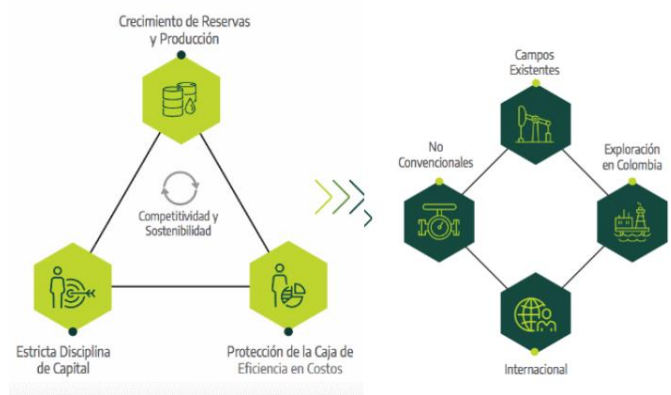 Crecimiento de Reservas
y Producción
Competitividad y
Sostenibilidad
Estricta Disciplina
de Capital
Protección de la Caja de
Eficiencia en Costos
Campos
Existentes
No
Convencionales
Exploración
en Colombia
Internacional